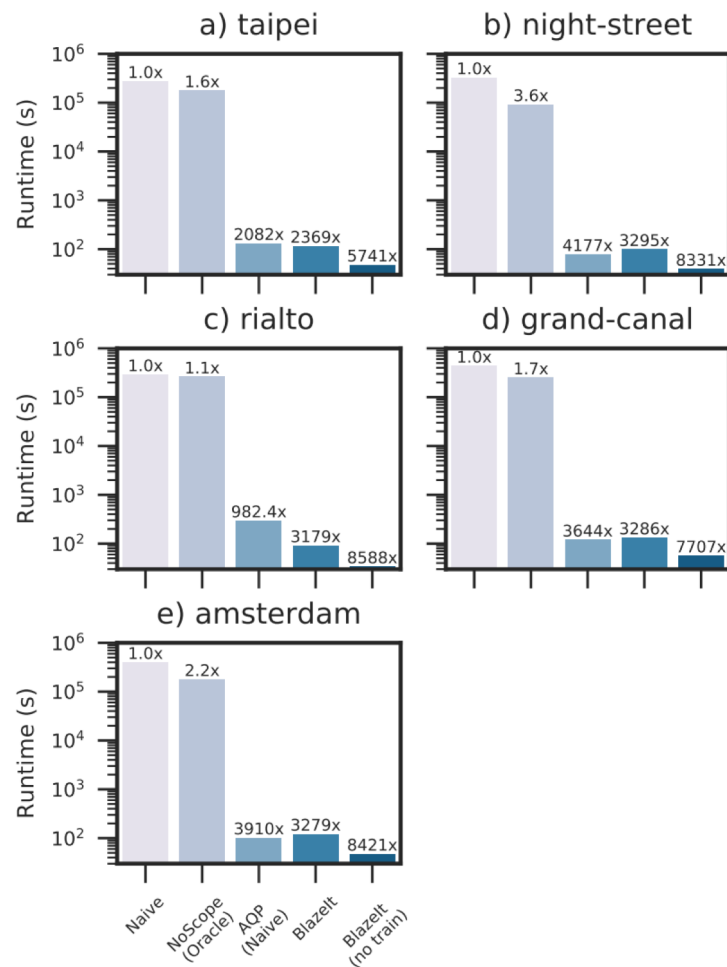 a) taipei
b) night-street
Runtime (s)
10^6
10^5
10^4
10^3
10^2
1.0x
1.6x
2082x
2369x
5741x
1.0x
3.6x
4177x
3295x
8331x
c) rialto
d) grand-canal
Runtime (s)
10^6
10^5
10^4
10^3
10^2
1.0x
1.1x
982.4x
3179x
8588x
1.0x
1.7x
3644x
3286x
7707x
e) amsterdam
Runtime (s)
10^6
10^5
10^4
10^3
10^2
1.0x
2.2x
3910x
3279x
8421x
Naive
NoScope
(Oracle)
AQP
(Naive)
BlazeIt
BlazeIt
(no train)